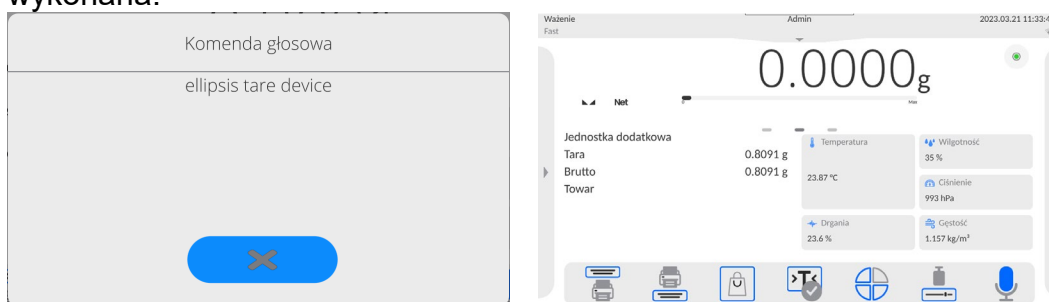 wykonana.
Komenda głosowa
ellipsis tare device
Ważenie
Admin
2023.03.21 11:33:4
Fast
0.0000g
Net
0
Max
Jednostka dodatkowa
Tara 0.8091 g
Brutto 0.8091 g
Towar
Temperatura
23.87 °C
Wilgotność
35 %
Ciśnienie
993 hPa
Drgania
23.6 %
Gęstość
1.157 kg/m³
>T<